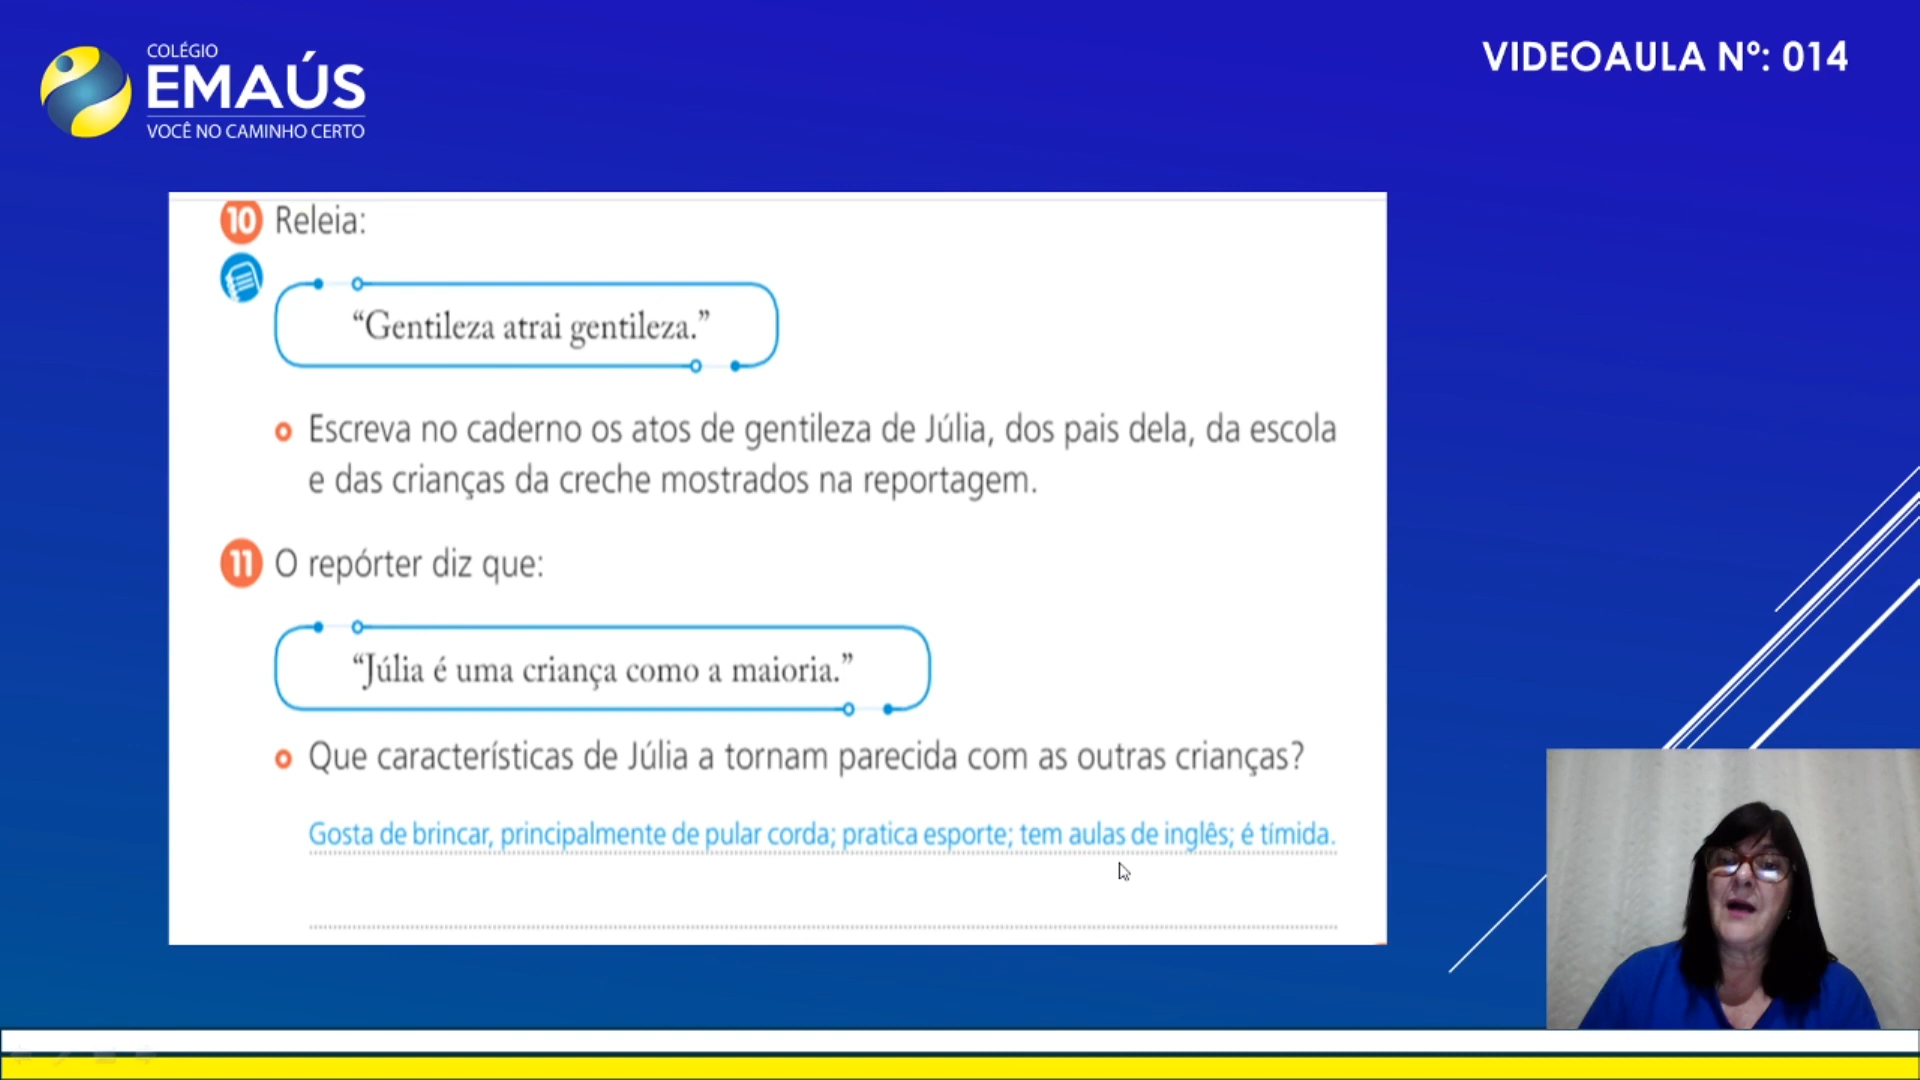 COLÉGIO
EMAÚS
VOCÊ NO CAMINHO CERTO
VIDEOAULA Nº: 014
10 Releia:
“Gentileza atrai gentileza.”
Escreva no caderno os atos de gentileza de Júlia, dos pais dela, da escola
e das crianças da creche mostrados na reportagem.
11 O repórter diz que:
“Júlia é uma criança como a maioria.”
Que características de Júlia a tornam parecida com as outras crianças?
Gosta de brincar, principalmente de pular corda; pratica esporte; tem aulas de inglês; é tímida.